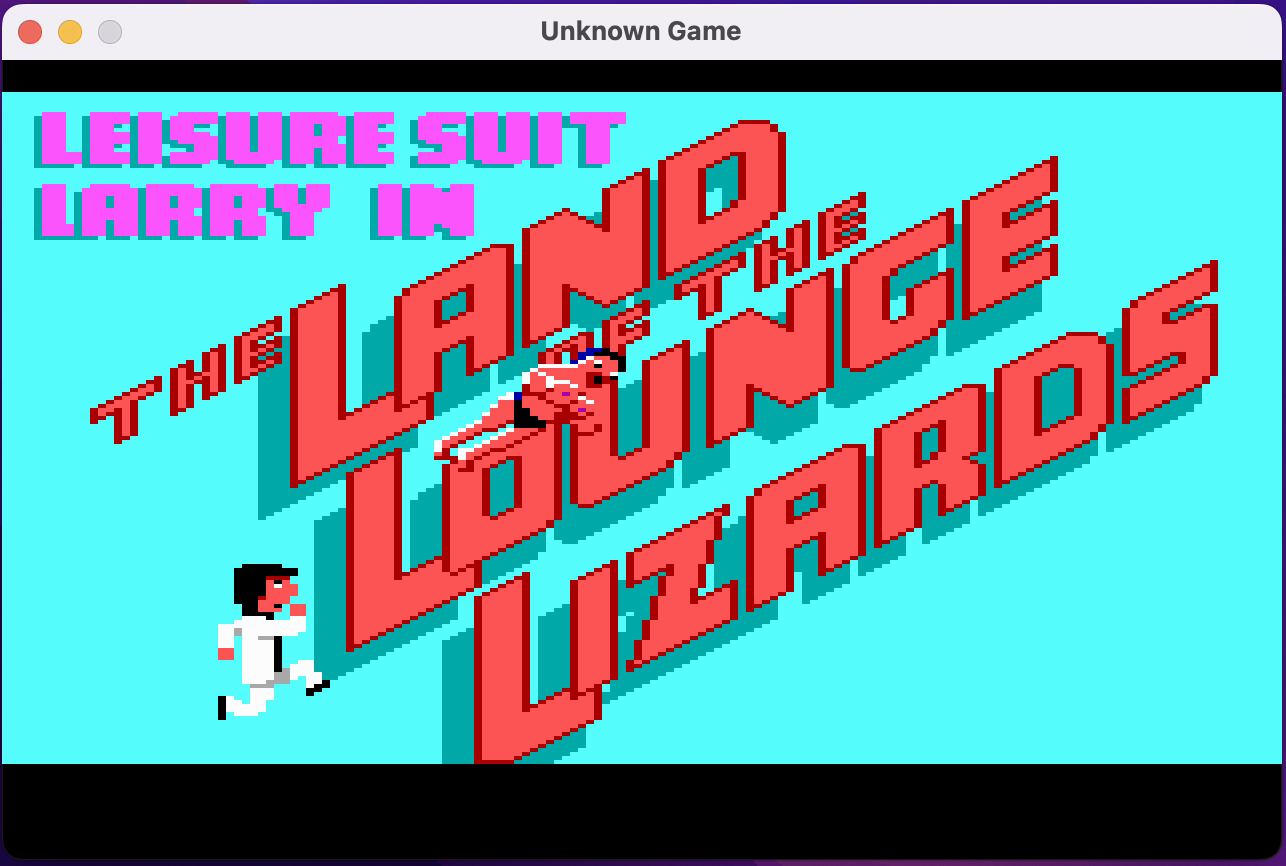 Unknown Game
LEISURE SUIT
LARRY IN
THE LAND
OF THE
LOUNGE
LIZARDS